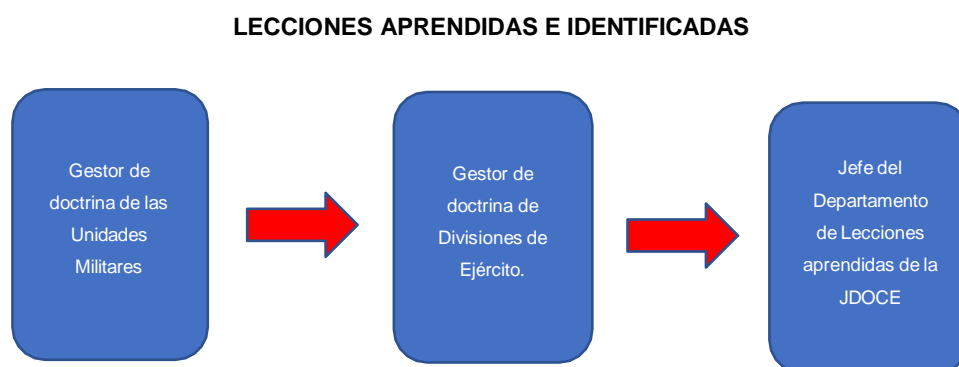 LECCIONES APRENDIDAS E IDENTIFICADAS
Gestor de
doctrina de las
Unidades
Militares
Gestor de
doctrina de
Divisiones de
Ejército.
Jefe del
Departamento
de Lecciones
aprendidas de la
JDOCE